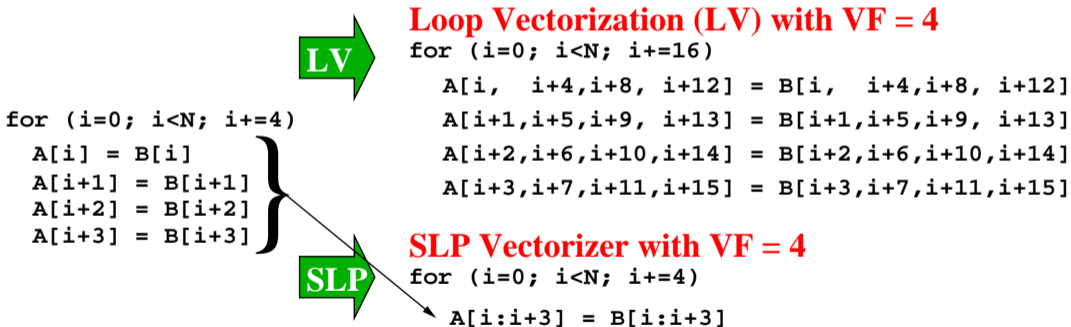 for (i=0; i<N; i+=4)
A[i] = B[i]
A[i+1] = B[i+1]
A[i+2] = B[i+2]
A[i+3] = B[i+3]
LV
Loop Vectorization (LV) with VF = 4
for (i=0; i<N; i+=16)
A[i, i+4,i+8, i+12] = B[i, i+4,i+8, i+12]
A[i+1,i+5,i+9, i+13] = B[i+1,i+5,i+9, i+13]
A[i+2,i+6,i+10,i+14] = B[i+2,i+6,i+10,i+14]
A[i+3,i+7,i+11,i+15] = B[i+3,i+7,i+11,i+15]
SLP
SLP Vectorizer with VF = 4
for (i=0; i<N; i+=4)
A[i:i+3] = B[i:i+3]